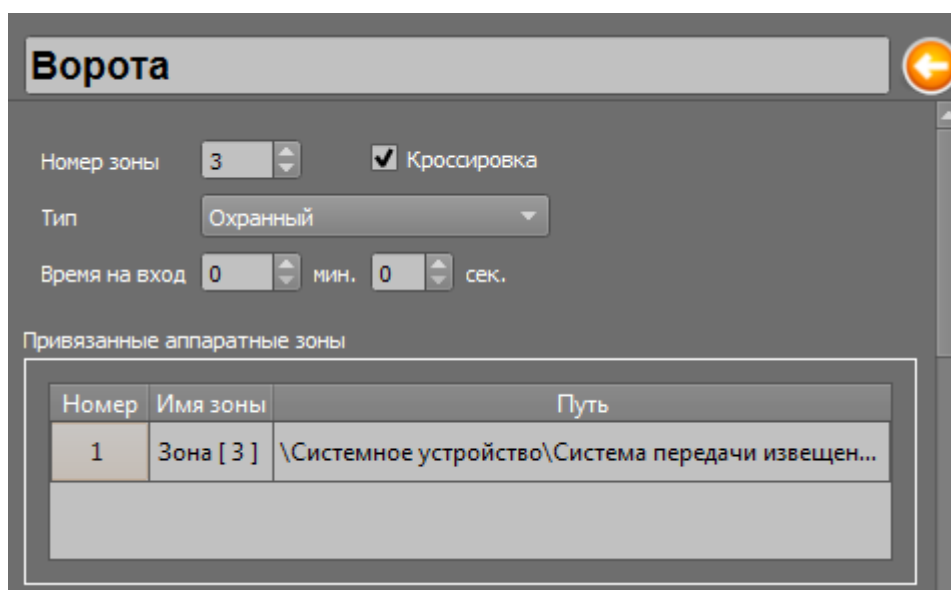 Ворота
Номер зоны 3 Кроссировка
Тип Охранный
Время на вход 0 мин. 0 сек.
Привязанные аппаратные зоны
Номер Имя зоны Путь
1 Зона [ 3 ] \Системное устройство\Система передачи извещен...